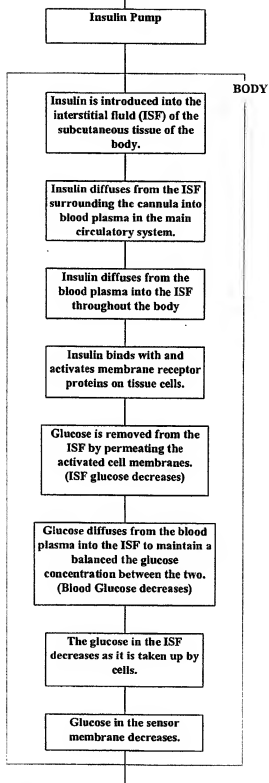 Insulin Pump
BODY
Insulin is introduced into the
interstitial fluid (ISF) of the
subcutaneous tissue of the
body.
Insulin diffuses from the ISF
surrounding the cannula into
blood plasma in the main
circulatory system.
Insulin diffuses from the
blood plasma into the ISF
throughout the body
Insulin binds with and
activates membrane receptor
proteins on tissue cells.
Glucose is removed from the
ISF by permeating the
activated cell membranes.
(ISF glucose decreases)
Glucose diffuses from the blood
plasma into the ISF to maintain a
balanced the glucose
concentration between the two.
(Blood Glucose decreases)
The glucose in the ISF
decreases as it is taken up by
cells.
Glucose in the sensor
membrane decreases.